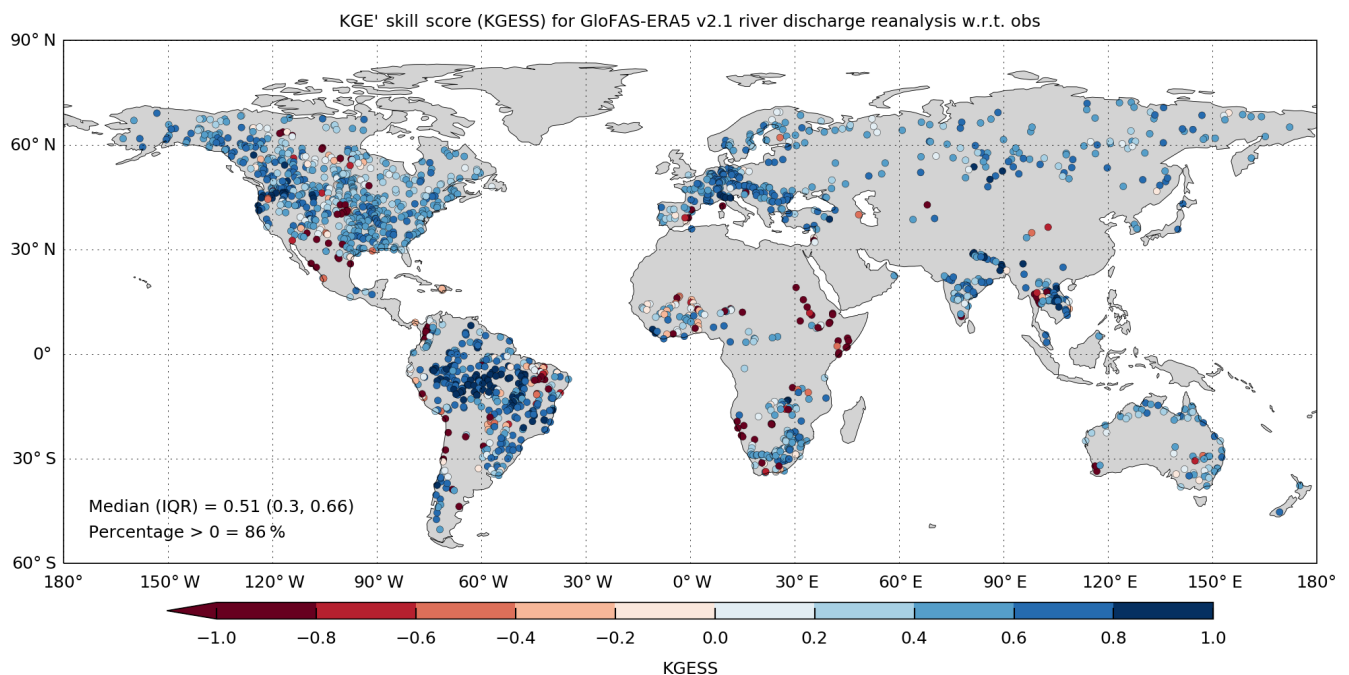 KGE' skill score (KGESS) for GloFAS-ERA5 v2.1 river discharge reanalysis w.r.t. obs
90° N
60° N
30° N
0°
30° S
60° S
Median (IQR) = 0.51 (0.3, 0.66)
Percentage > 0 = 86 %
180° 150° W 120° W 90° W 60° W 30° W 0° W 30° E 60° E 90° E 120° E 150° E 180°
−1.0 −0.8 −0.6 −0.4 −0.2 0.0 0.2 0.4 0.6 0.8 1.0
KGESS